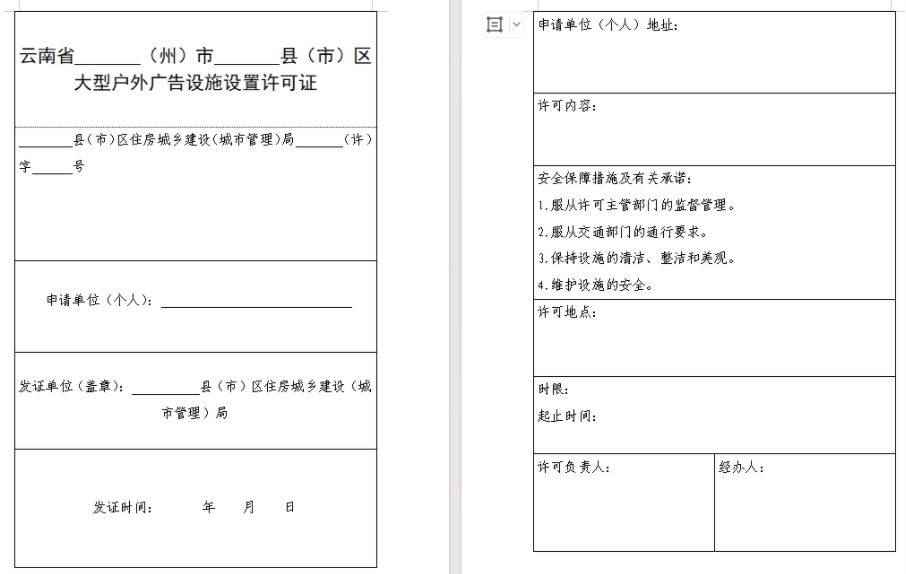 云南省_______（州）市_______县（市）区
大型户外广告设施设置许可证
________县（市）区住房城乡建设（城市管理）局_______（许）
字______号
申请单位（个人）：____________________________
发证单位（盖章）：__________县（市）区住房城乡建设（城
市管理）局
发证时间：　　　年　　月　　日
申请单位（个人）地址：
许可内容：
安全保障措施及有关承诺：
1.服从许可主管部门的监督管理。
2.服从交通部门的通行要求。
3.保持设施的清洁、整洁和美观。
4.维护设施的安全。
许可地点：
时限：
起止时间：
许可负责人：
经办人：